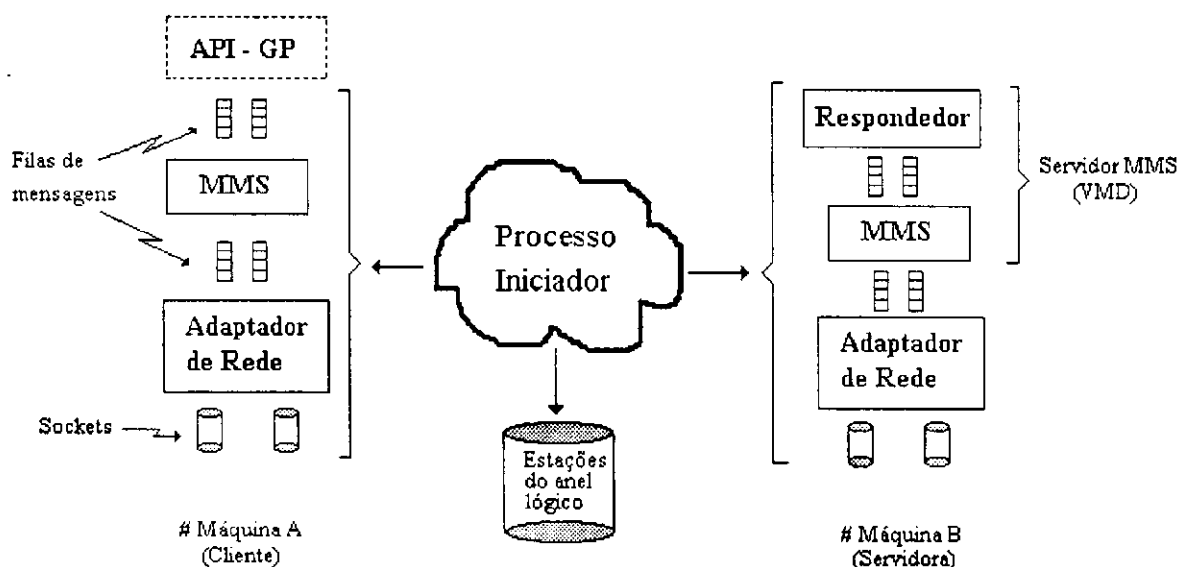 API - GP
Filas de
mensagens
MMS
Adaptador
de Rede
Sockets
# Máquina A
(Cliente)
Processo
Iniciador
Estações
do anel
lógico
Respondedor
MMS
Servidor MMS
(VMD)
Adaptador
de Rede
# Máquina B
(Servidora)